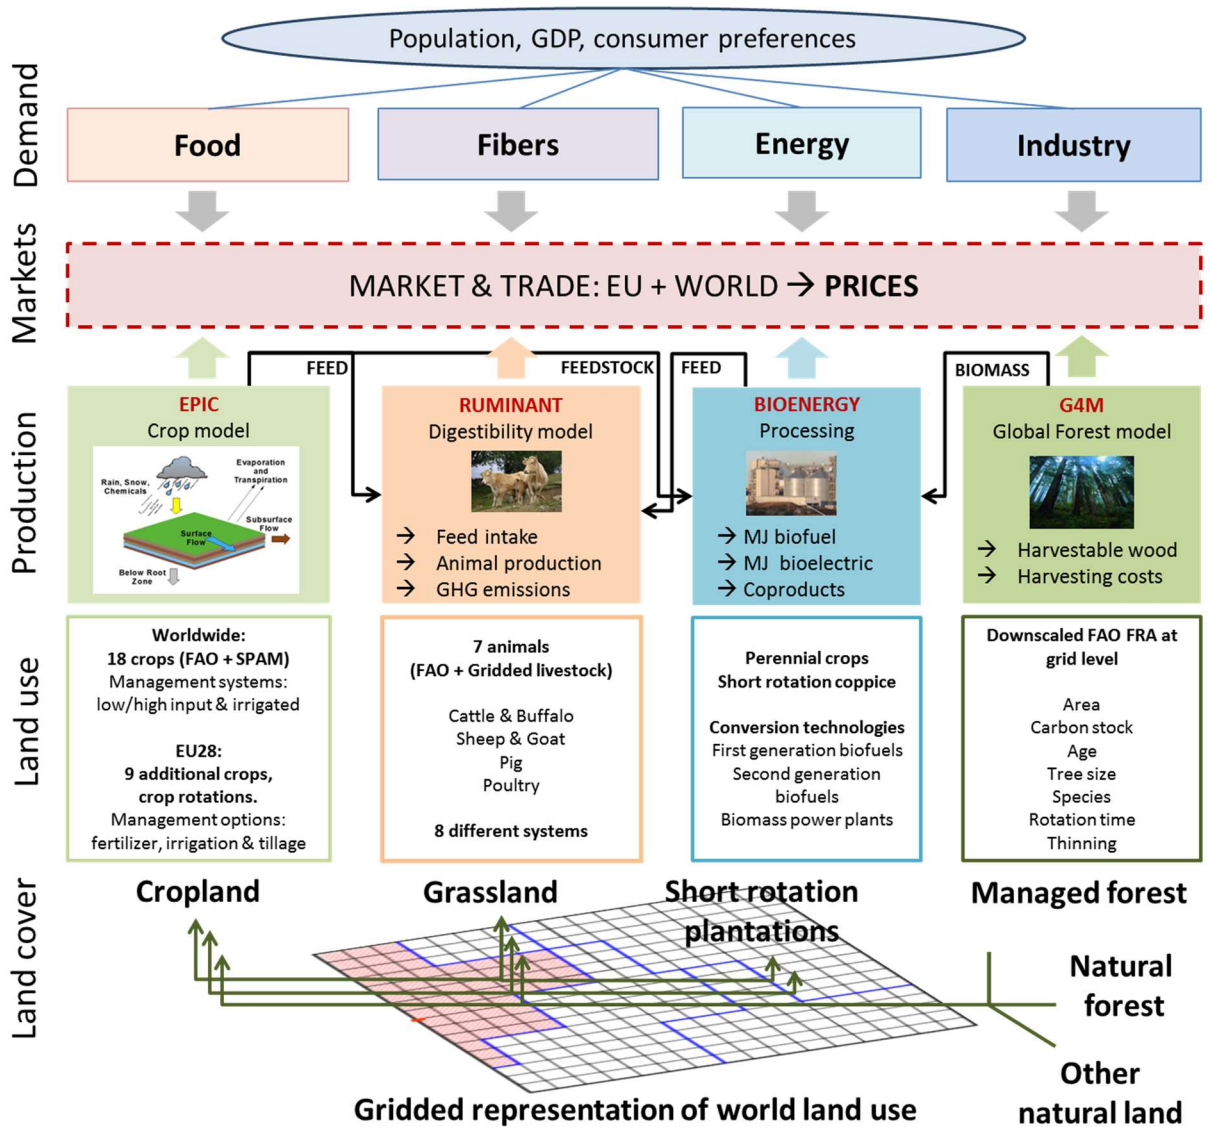 Population, GDP, consumer preferences
Demand
Food
Fibers
Energy
Industry
Markets
MARKET & TRADE: EU + WORLD → PRICES
FEED
FEEDSTOCK
FEED
BIOMASS
Production
EPIC
Crop model
Rain, Snow,
Chemicals
Evaporation
and
Transpiration
Subsurface
Flow
Surface
Flow
Below Root
Zone
RUMINANT
Digestibility model
→ Feed intake
→ Animal production
→ GHG emissions
BIOENERGY
Processing
→ MJ biofuel
→ MJ bioelectric
→ Coproducts
G4M
Global Forest model
→ Harvestable wood
→ Harvesting costs
Land use
Worldwide:
18 crops (FAO + SPAM)
Management systems:
low/high input & irrigated
EU28:
9 additional crops,
crop rotations.
Management options:
fertilizer, irrigation & tillage
7 animals
(FAO + Gridded livestock)
Cattle & Buffalo
Sheep & Goat
Pig
Poultry
8 different systems
Perennial crops
Short rotation coppice
Conversion technologies
First generation biofuels
Second generation
biofuels
Biomass power plants
Downscaled FAO FRA at
grid level
Area
Carbon stock
Age
Tree size
Species
Rotation time
Thinning
Land cover
Cropland
Grassland
Short rotation
plantations
Managed forest
Natural
forest
Other
natural land
Gridded representation of world land use